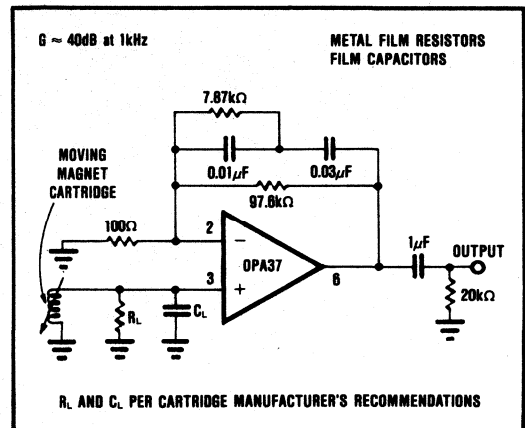 G ≈ 40dB at 1kHz
METAL FILM RESISTORS
FILM CAPACITORS
7.87kΩ
MOVING
MAGNET
CARTRIDGE
0.01μF
0.03μF
97.6kΩ
100Ω
2
−
1μF
OUTPUT
OPA37
6
3
+
20kΩ
RL
CL
RL AND CL PER CARTRIDGE MANUFACTURER'S RECOMMENDATIONS